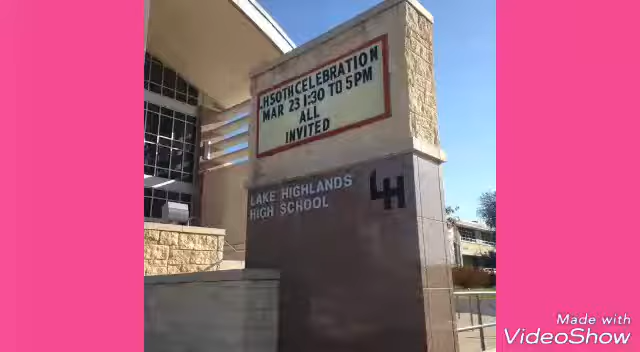 LH50TH CELEBRATION
MAR 23 1:30 TO 5PM
ALL
INVITED
LAKE HIGHLANDS
HIGH SCHOOL
LH
Made with
VideoShow